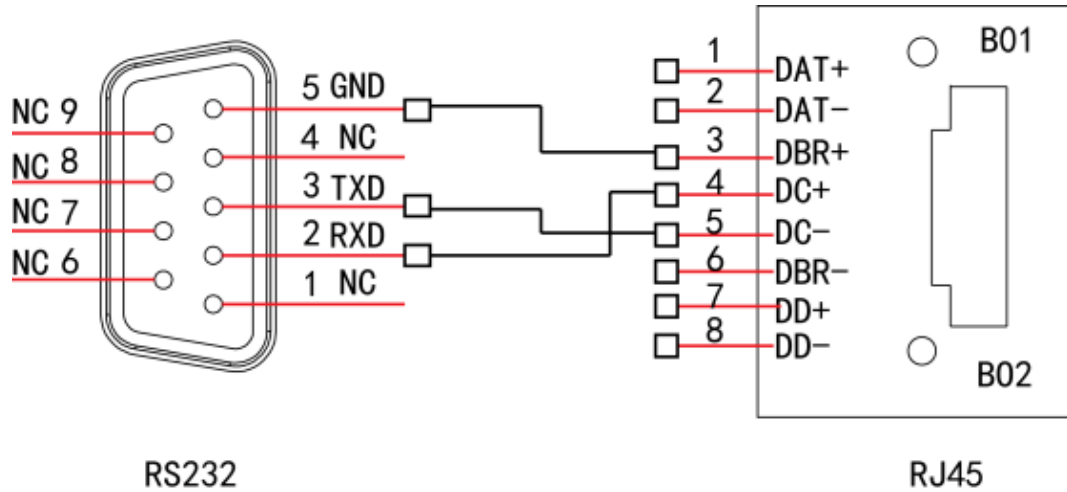 NC 9
NC 8
NC 7
NC 6
5 GND
4 NC
3 TXD
2 RXD
1 NC
1 DAT+
2 DAT-
3 DBR+
4 DC+
5 DC-
6 DBR-
7 DD+
8 DD-
B01
B02
RS232
RJ45